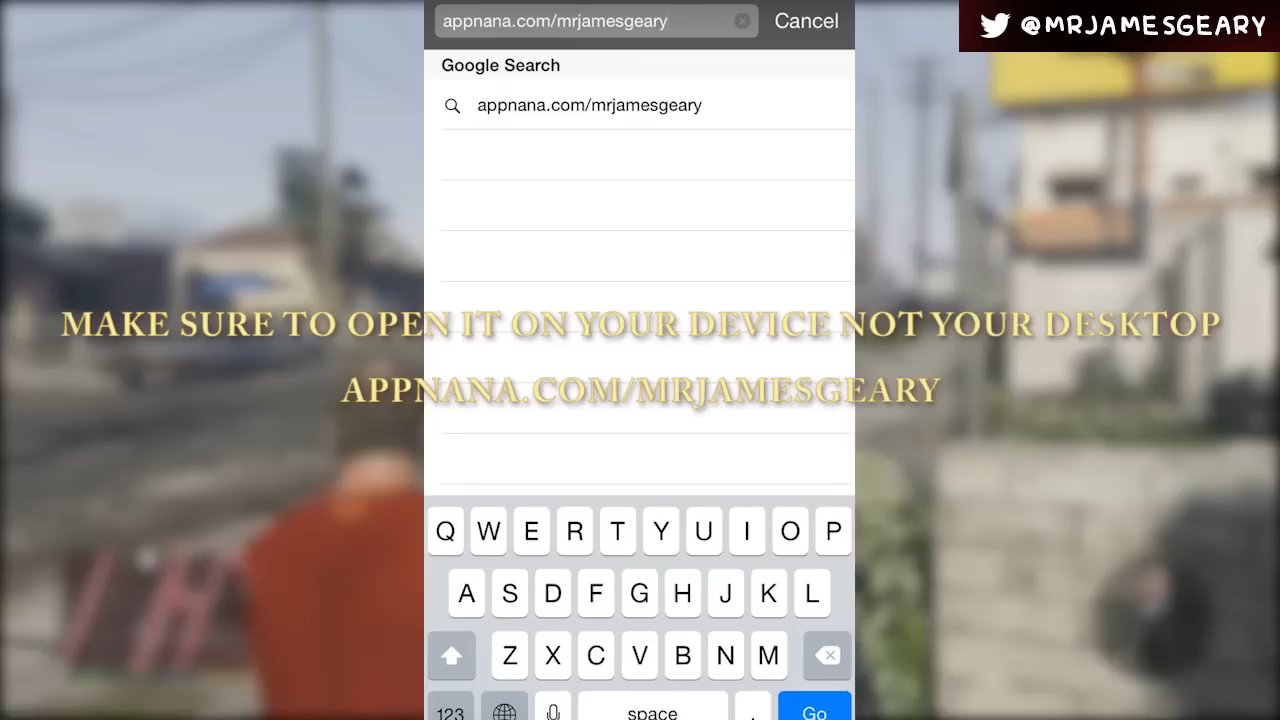 appnana.com/mrjamesgeary Cancel
@MRJAMESGEARY
Google Search
appnana.com/mrjamesgeary
MAKE SURE TO OPEN IT ON YOUR DEVICE NOT YOUR DESKTOP
APPNANA.COM/MRJAMESGEARY
Q W E R T Y U I O P
A S D F G H J K L
Z X C V B N M
123 space . Go